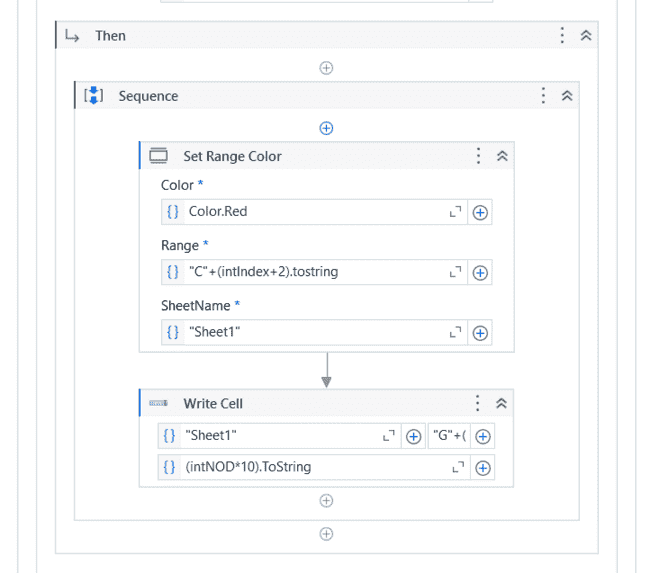 Then
Sequence
Set Range Color
Color *
{} Color.Red
Range *
{} "C"+(intIndex+2).tostring
SheetName *
{} "Sheet1"
Write Cell
{} "Sheet1" "G"+(
{} (intNOD*10).ToString